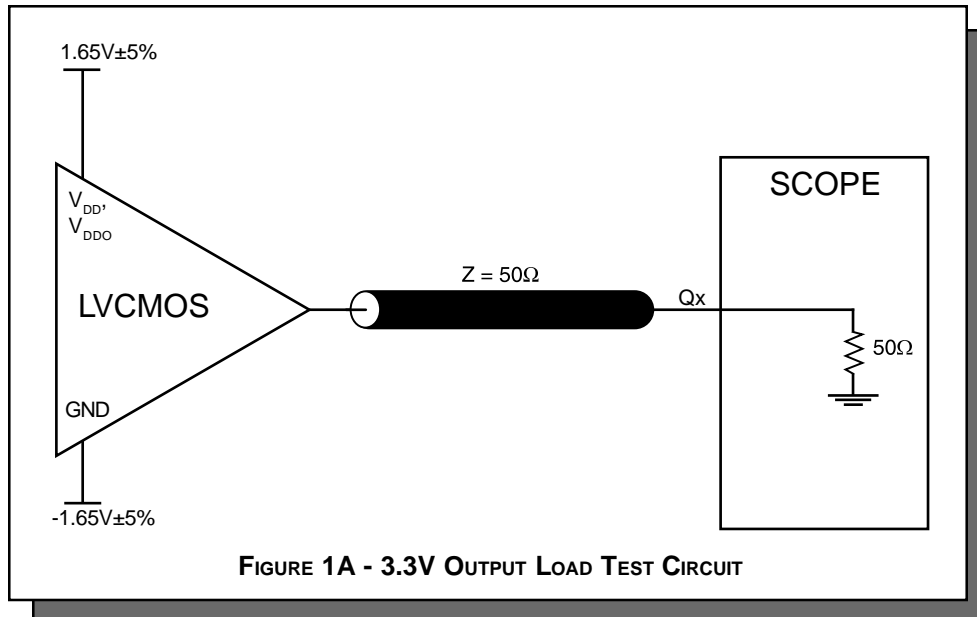 1.65V±5%
V_DD,
V_DDO
LVCMOS
GND
-1.65V±5%
Z = 50Ω
Qx
SCOPE
50Ω
FIGURE 1A - 3.3V OUTPUT LOAD TEST CIRCUIT